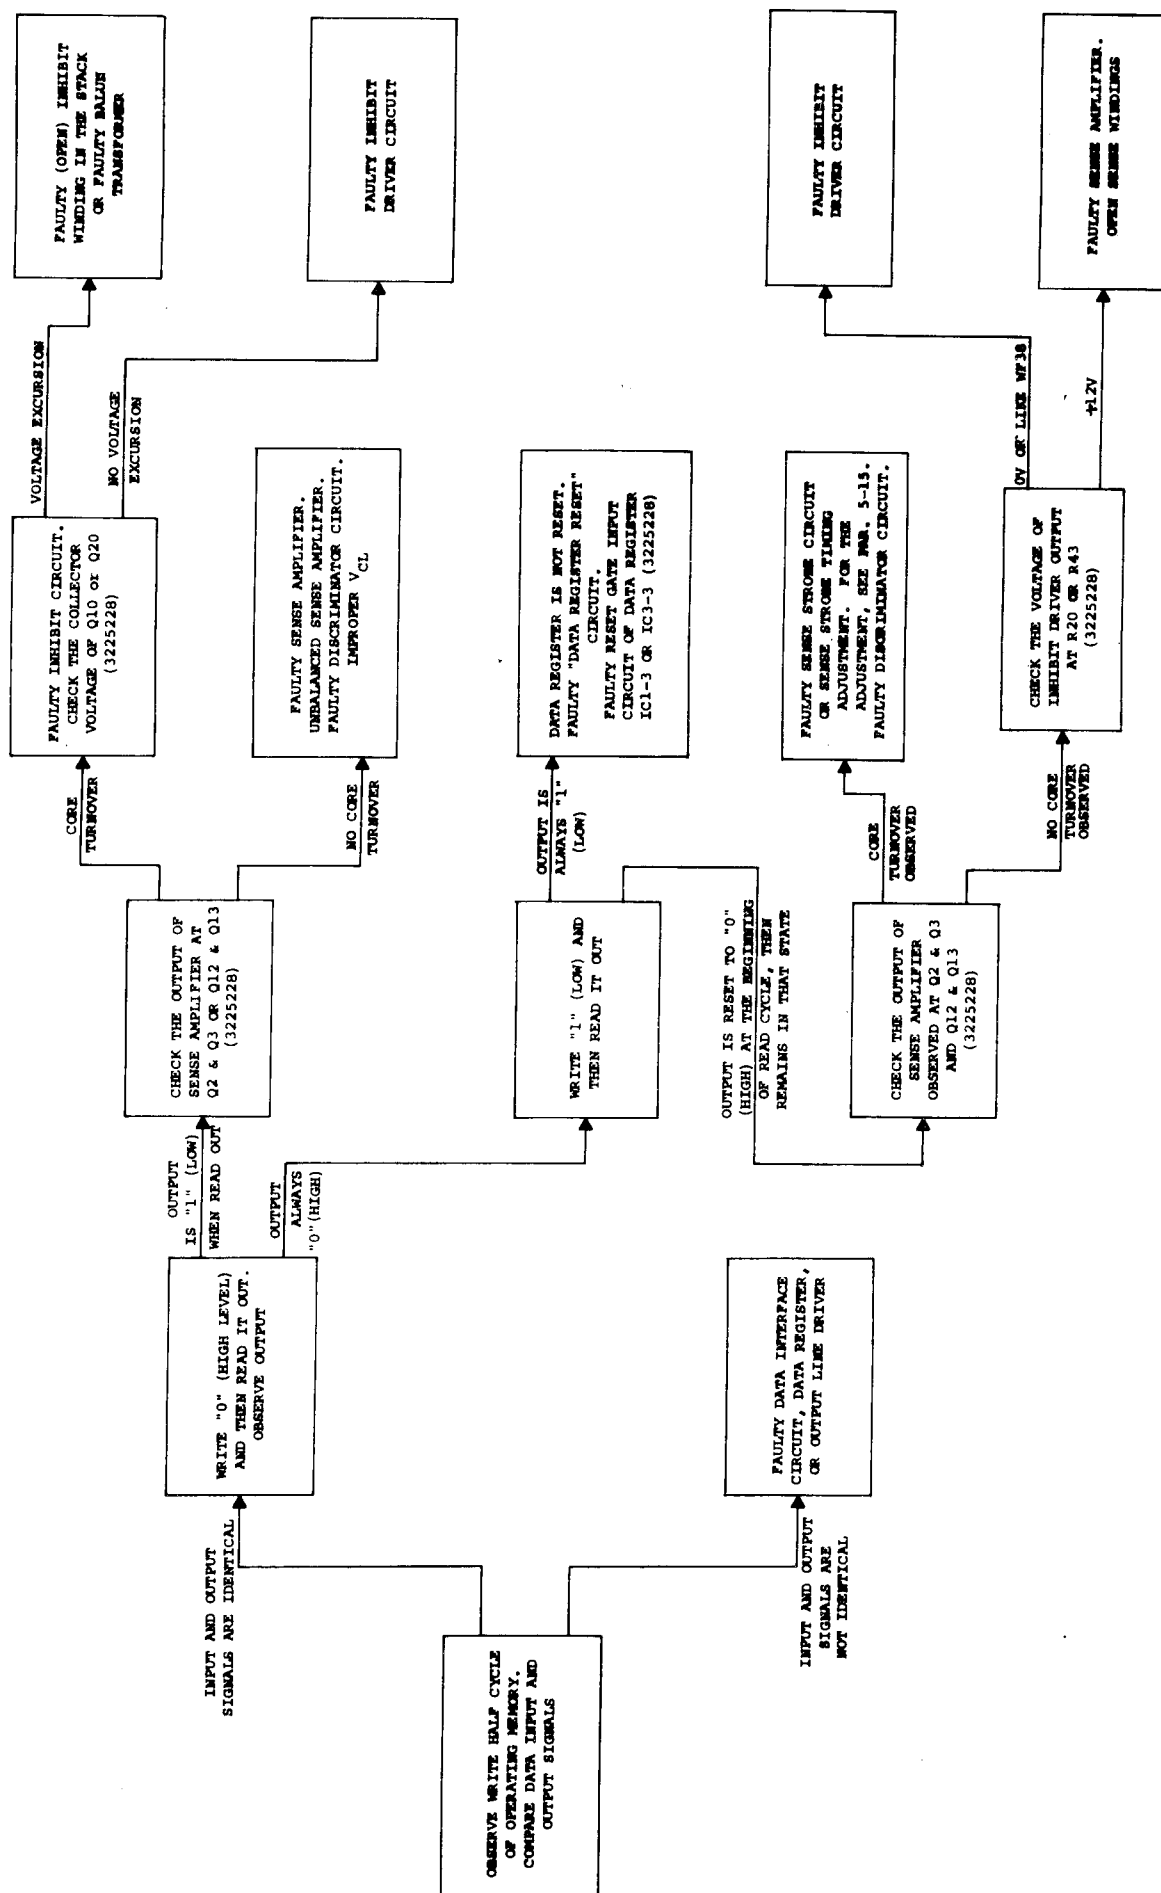 OBSERVE WRITE HALF CYCLE
OF OPERATING MEMORY.
COMPARE DATA INPUT AND
OUTPUT SIGNALS
INPUT AND OUTPUT
SIGNALS ARE IDENTICAL
INPUT AND OUTPUT
SIGNALS ARE
NOT IDENTICAL
WRITE "0" (HIGH LEVEL)
AND THEN READ IT OUT.
OBSERVE OUTPUT
FAULTY DATA INTERFACE
CIRCUIT, DATA REGISTER,
OR OUTPUT LINE DRIVER
OUTPUT
IS "1" (LOW)
WHEN READ OUT
OUTPUT
ALWAYS
"0"(HIGH)
CHECK THE OUTPUT OF
SENSE AMPLIFIER AT
Q2 & Q3 OR Q12 & Q13
(3225228)
WRITE "1" (LOW) AND
THEN READ IT OUT
OUTPUT IS RESET TO "0"
(HIGH) AT THE BEGINNING
OF READ CYCLE, THEN
REMAINS IN THAT STATE
CHECK THE OUTPUT OF
SENSE AMPLIFIER
OBSERVED AT Q2 & Q3
AND Q12 & Q13
(3225228)
CORE
TURNOVER
NO CORE
TURNOVER
OUTPUT IS
ALWAYS "1"
(LOW)
CORE
TURNOVER
OBSERVED
NO CORE
TURNOVER
OBSERVED
FAULTY INHIBIT CIRCUIT.
CHECK THE COLLECTOR
VOLTAGE OF Q10 or Q20
(3225228)
FAULTY SENSE AMPLIFIER.
UNBALANCED SENSE AMPLIFIER.
FAULTY DISCRIMINATOR CIRCUIT.
IMPROPER VCL
DATA REGISTER IS NOT RESET.
FAULTY "DATA REGISTER RESET"
CIRCUIT.
FAULTY RESET GATE INPUT
CIRCUIT OF DATA REGISTER
IC1-3 OR IC3-3 (3225228)
FAULTY SENSE STROBE CIRCUIT
OR SENSE STROBE TIMING
ADJUSTMENT. FOR THE
ADJUSTMENT, SEE PAR. 5-15.
FAULTY DISCRIMINATOR CIRCUIT.
CHECK THE VOLTAGE OF
INHIBIT DRIVER OUTPUT
AT R20 OR R43
(3225228)
VOLTAGE EXCURSION
NO VOLTAGE
EXCURSION
0V OR LIKE WF38
+12V
FAULTY (OPEN) INHIBIT
WINDING IN THE STACK
OR FAULTY BALUN
TRANSFORMER
FAULTY INHIBIT
DRIVER CIRCUIT
FAULTY INHIBIT
DRIVER CIRCUIT
FAULTY SENSE AMPLIFIER.
OPEN SENSE WINDINGS